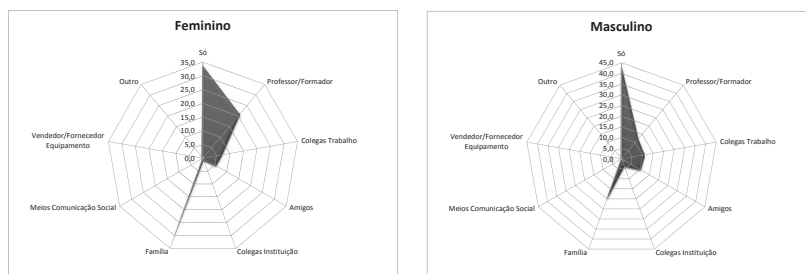 Feminino
Só
35,0
30,0
25,0
20,0
15,0
10,0
5,0
0,0
Professor/Formador
Colegas Trabalho
Amigos
Colegas Instituição
Família
Meios Comunicação Social
Vendedor/Fornecedor
Equipamento
Outro
Masculino
Só
45,0
40,0
35,0
30,0
25,0
20,0
15,0
10,0
5,0
0,0
Professor/Formador
Colegas Trabalho
Amigos
Colegas Instituição
Família
Meios Comunicação Social
Vendedor/Fornecedor
Equipamento
Outro